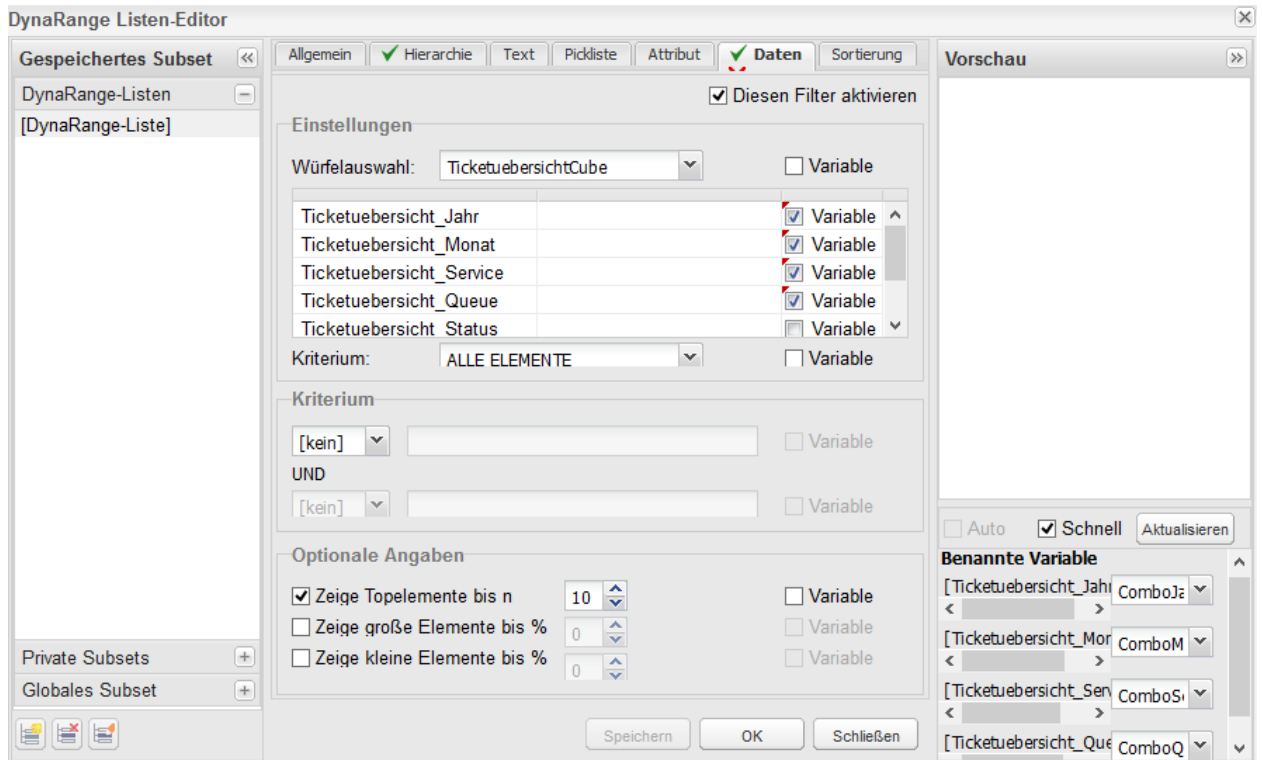 DynaRange Listen-Editor
Gespeichertes Subset
DynaRange-Listen
[DynaRange-Liste]
Private Subsets
Globales Subset
Allgemein Hierarchie Text Pickliste Attribut Daten Sortierung
Diesen Filter aktivieren
Einstellungen
Würfelauswahl: TicketuebersichtCube Variable
Ticketuebersicht_Jahr Variable
Ticketuebersicht_Monat Variable
Ticketuebersicht_Service Variable
Ticketuebersicht_Queue Variable
Ticketuebersicht_Status Variable
Kriterium: ALLE ELEMENTE Variable
Kriterium
[kein] Variable
UND
[kein] Variable
Optionale Angaben
Zeige Topelemente bis n 10 Variable
Zeige große Elemente bis % 0 Variable
Zeige kleine Elemente bis % 0 Variable
Speichern OK Schließen
Vorschau
Auto Schnell Aktualisieren
Benannte Variable
[Ticketuebersicht_Jahr ComboJa
[Ticketuebersicht_Mon ComboM
[Ticketuebersicht_Serv ComboSe
[Ticketuebersicht_Que ComboQ